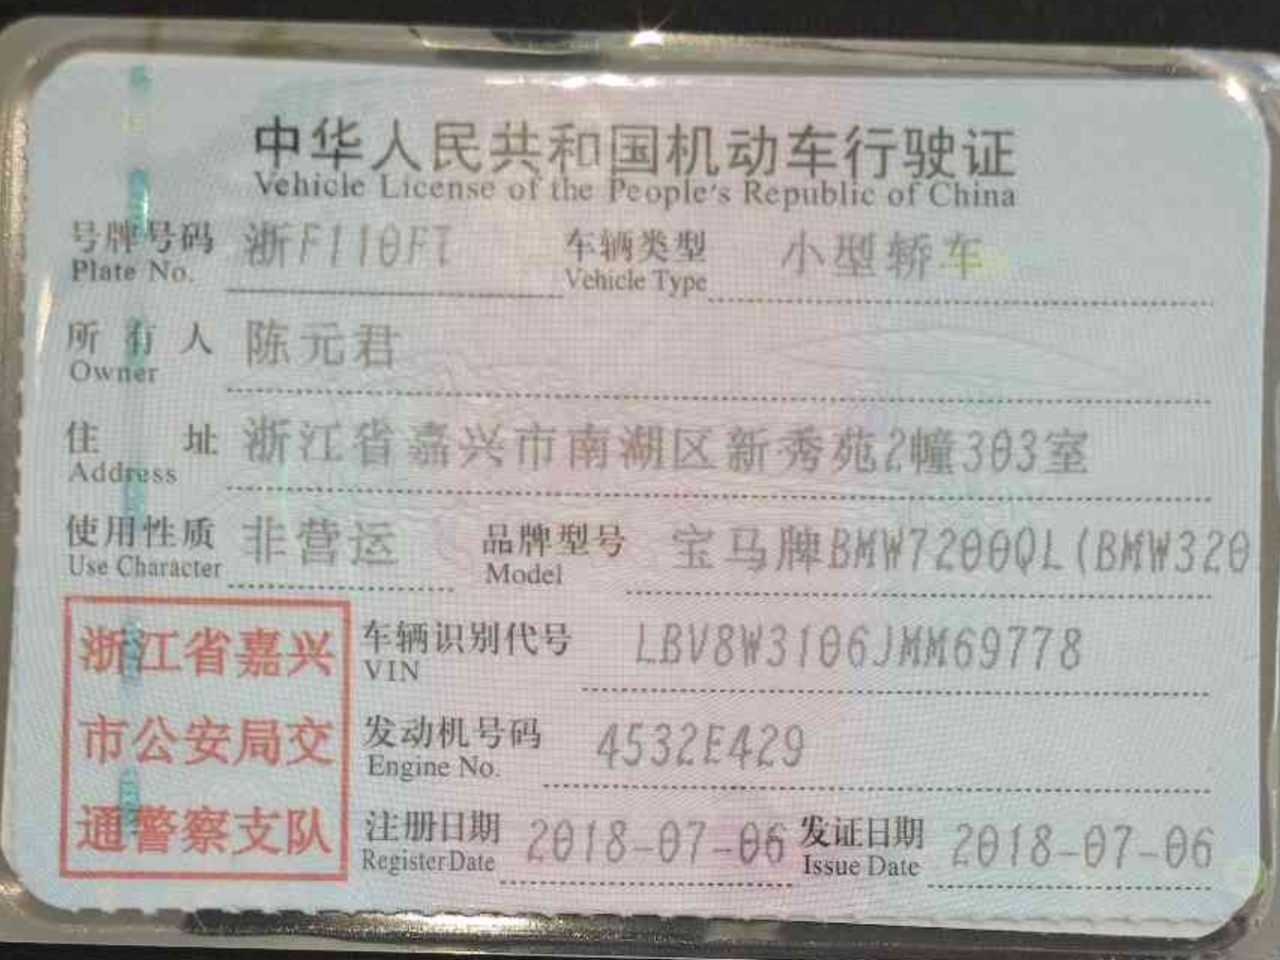 中华人民共和国机动车行驶证
Vehicle License of the People's Republic of China
号牌号码 浙F110FT 车辆类型 小型轿车
Plate No. Vehicle Type
所有人 陈元君
Owner
住址 浙江省嘉兴市南湖区新秀苑2幢303室
Address
使用性质 非营运 品牌型号 宝马牌BMW7200QL(BMW320
Use Character Model
浙江省嘉兴
市公安局交
通警察支队
车辆识别代号 LBV8W3106JMM69778
VIN
发动机号码 4532E429
Engine No.
注册日期 2018-07-06 发证日期 2018-07-06
Register Date Issue Date